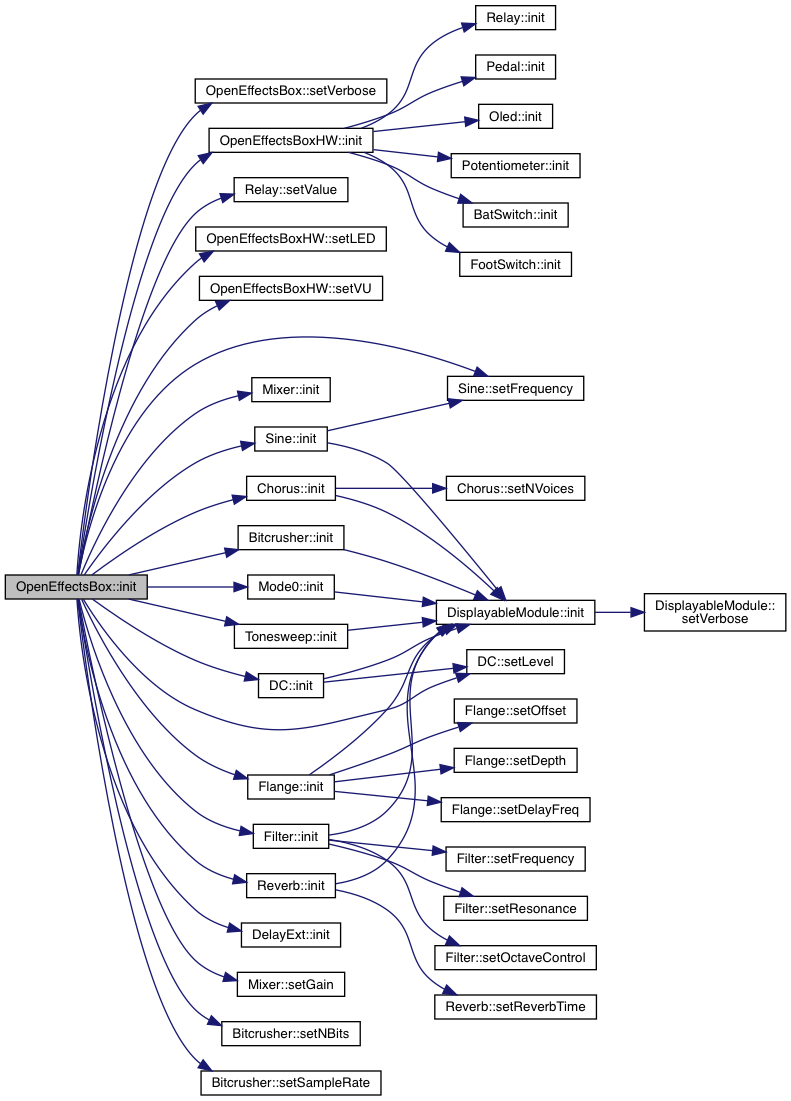 Relay::init
Pedal::init
OpenEffectsBox::setVerbose
Oled::init
OpenEffectsBoxHW::init
Potentiometer::init
Relay::setValue
BatSwitch::init
OpenEffectsBoxHW::setLED
FootSwitch::init
OpenEffectsBoxHW::setVU
Sine::setFrequency
Mixer::init
Sine::init
Chorus::init
Chorus::setNVoices
Bitcrusher::init
OpenEffectsBox::init
Mode0::init
DisplayableModule::init
DisplayableModule::
setVerbose
Tonesweep::init
DC::setLevel
DC::init
Flange::setOffset
Flange::setDepth
Flange::init
Flange::setDelayFreq
Filter::init
Filter::setFrequency
Reverb::init
Filter::setResonance
DelayExt::init
Filter::setOctaveControl
Mixer::setGain
Reverb::setReverbTime
Bitcrusher::setNBits
Bitcrusher::setSampleRate